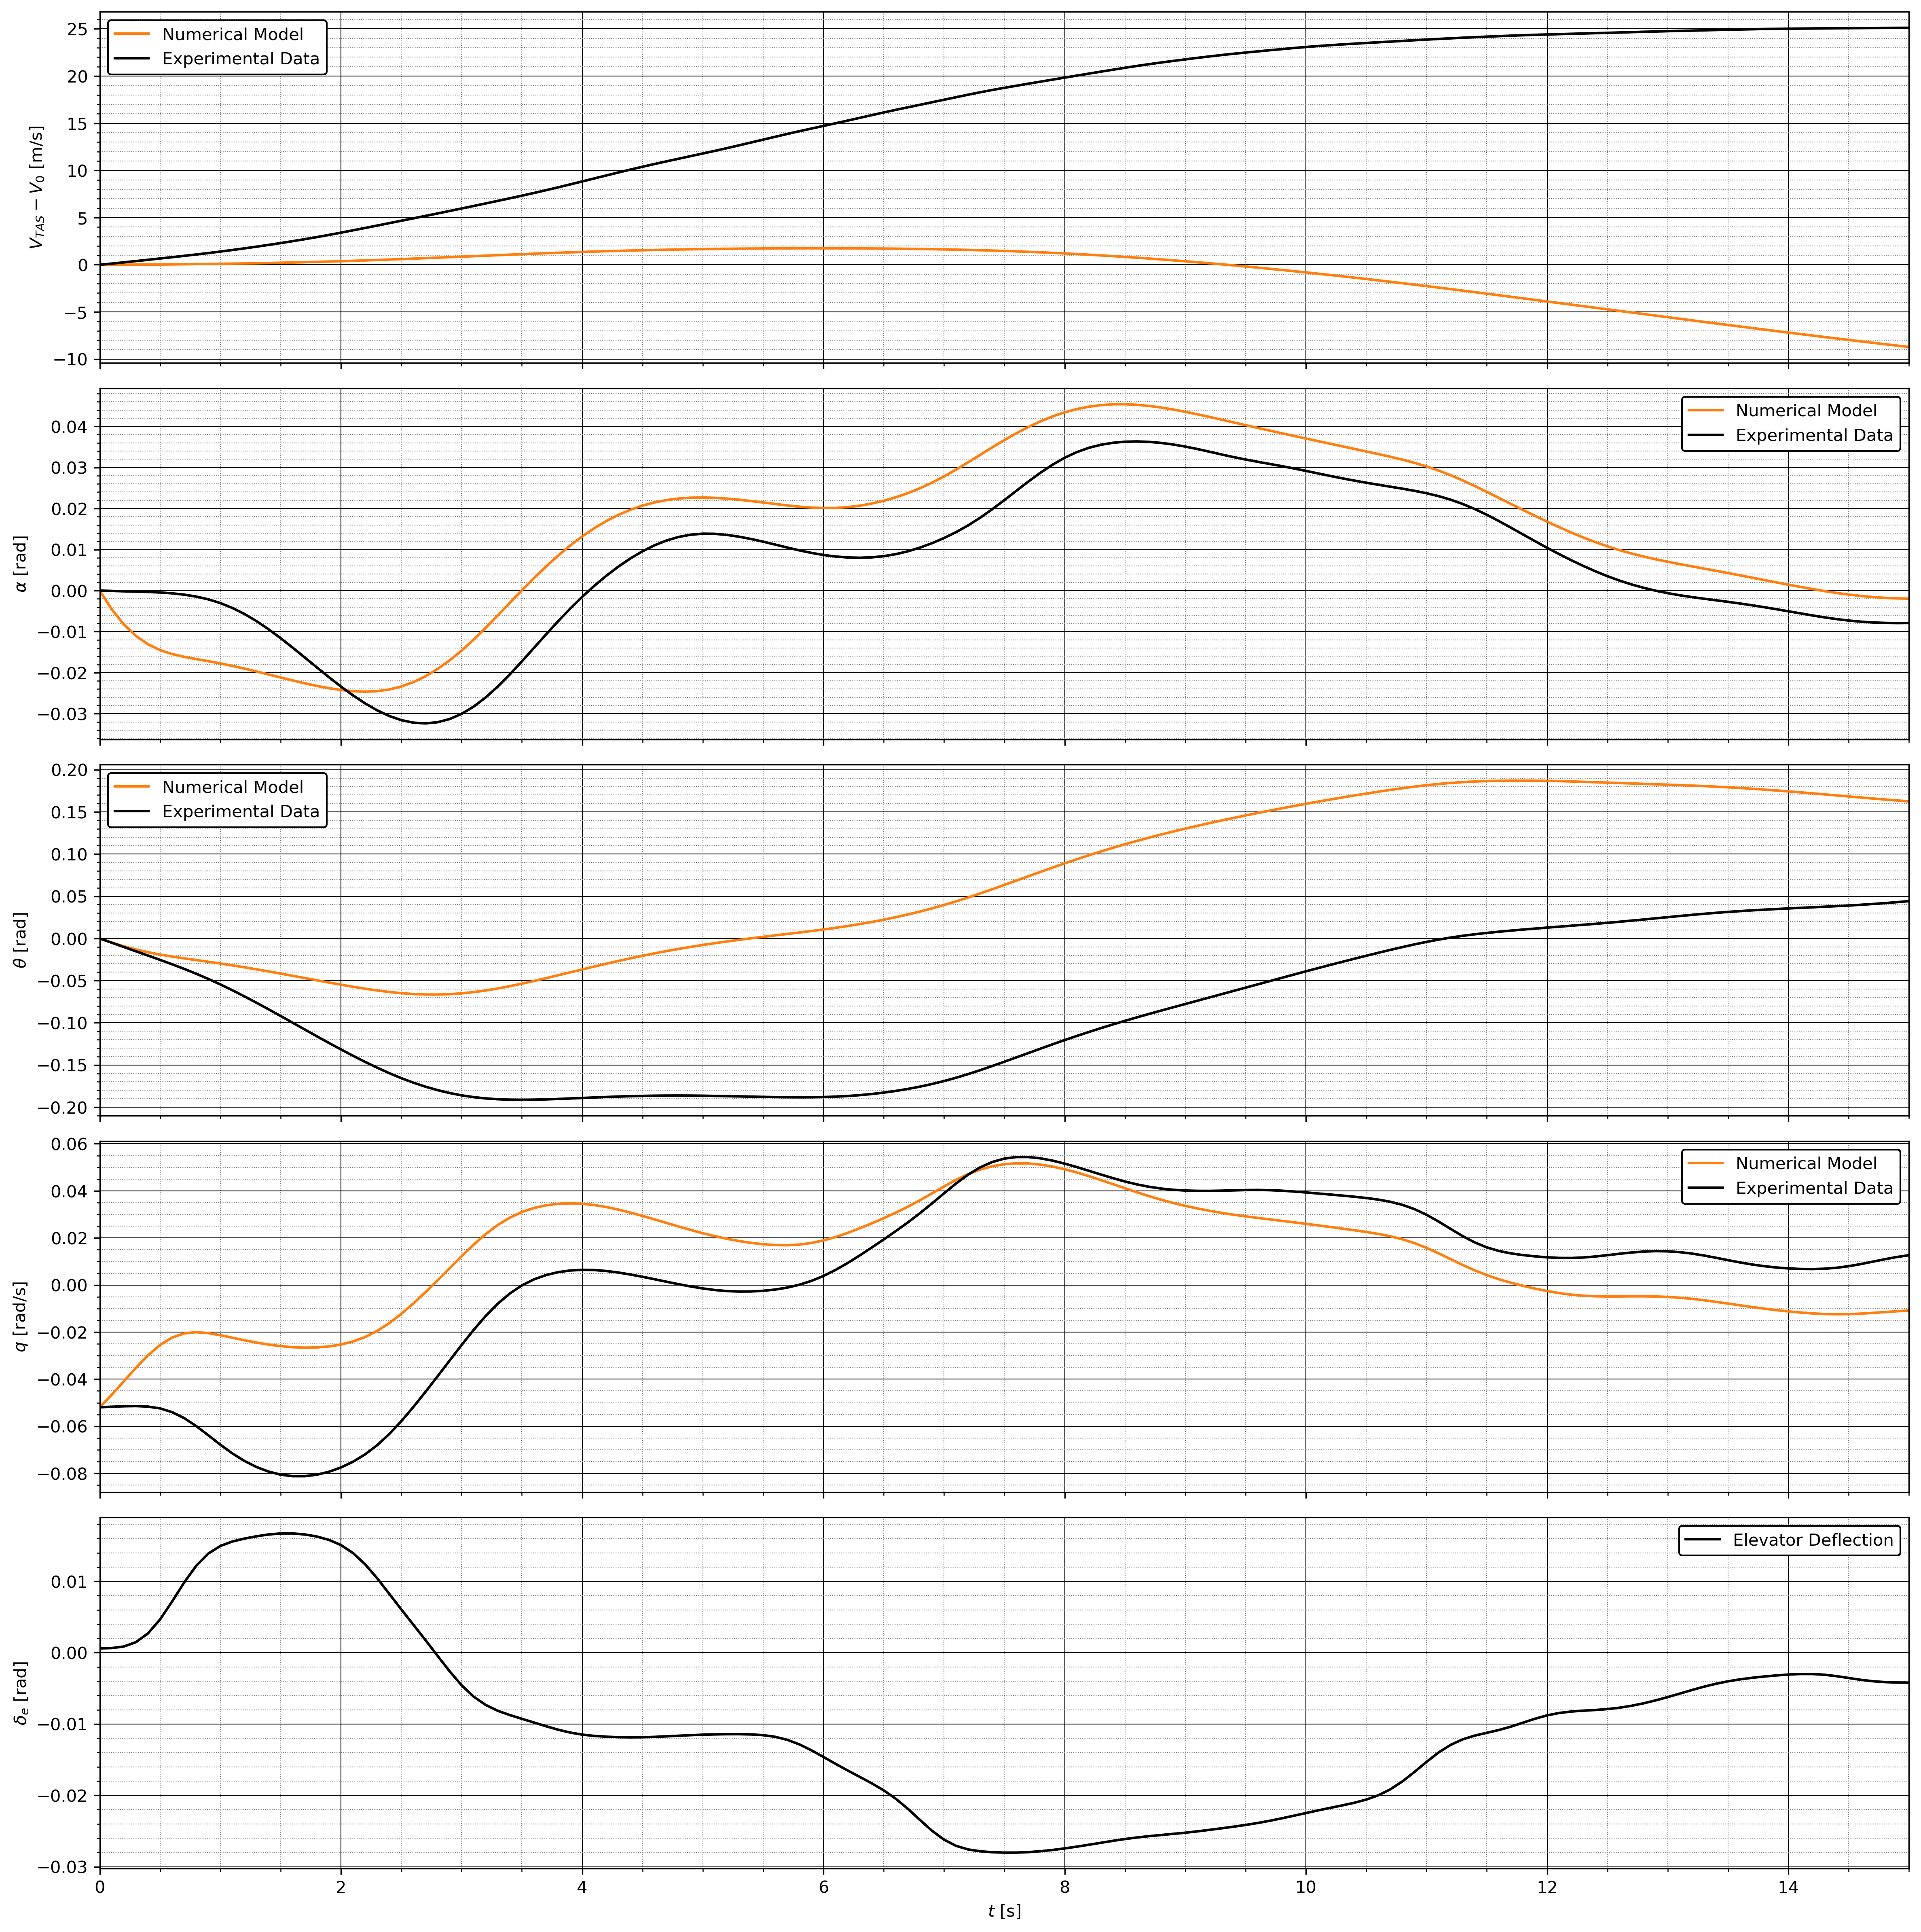 Numerical Model
Experimental Data
25
20
15
10
5
0
−5
−10
V_TAS − V_0 [m/s]
Numerical Model
Experimental Data
0.04
0.03
0.02
0.01
0.00
−0.01
−0.02
−0.03
α [rad]
Numerical Model
Experimental Data
0.20
0.15
0.10
0.05
0.00
−0.05
−0.10
−0.15
−0.20
θ [rad]
Numerical Model
Experimental Data
0.06
0.04
0.02
0.00
−0.02
−0.04
−0.06
−0.08
q [rad/s]
Elevator Deflection
0.01
0.00
−0.01
−0.02
−0.03
δ_e [rad]
0 2 4 6 8 10 12 14
t [s]